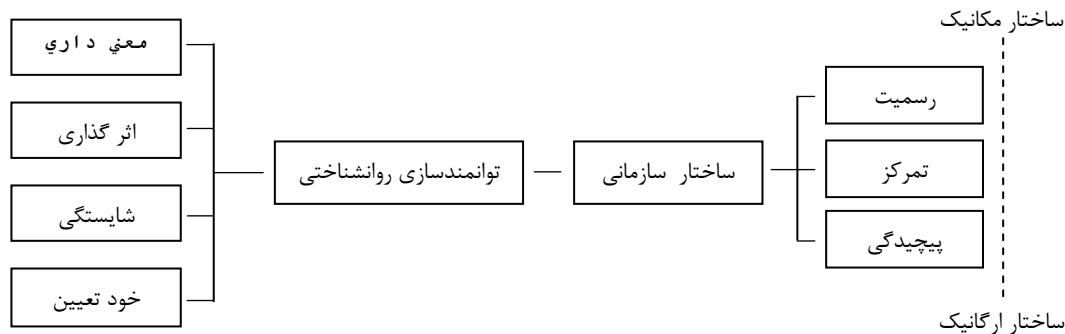 ساختار مکانیک
رسمیت
تمرکز
پیچیدگی
ساختار ارگانیک
ساختار سازمانی
توانمندسازی روانشناختی
معني داري
اثر گذاری
شایستگی
خود تعیین